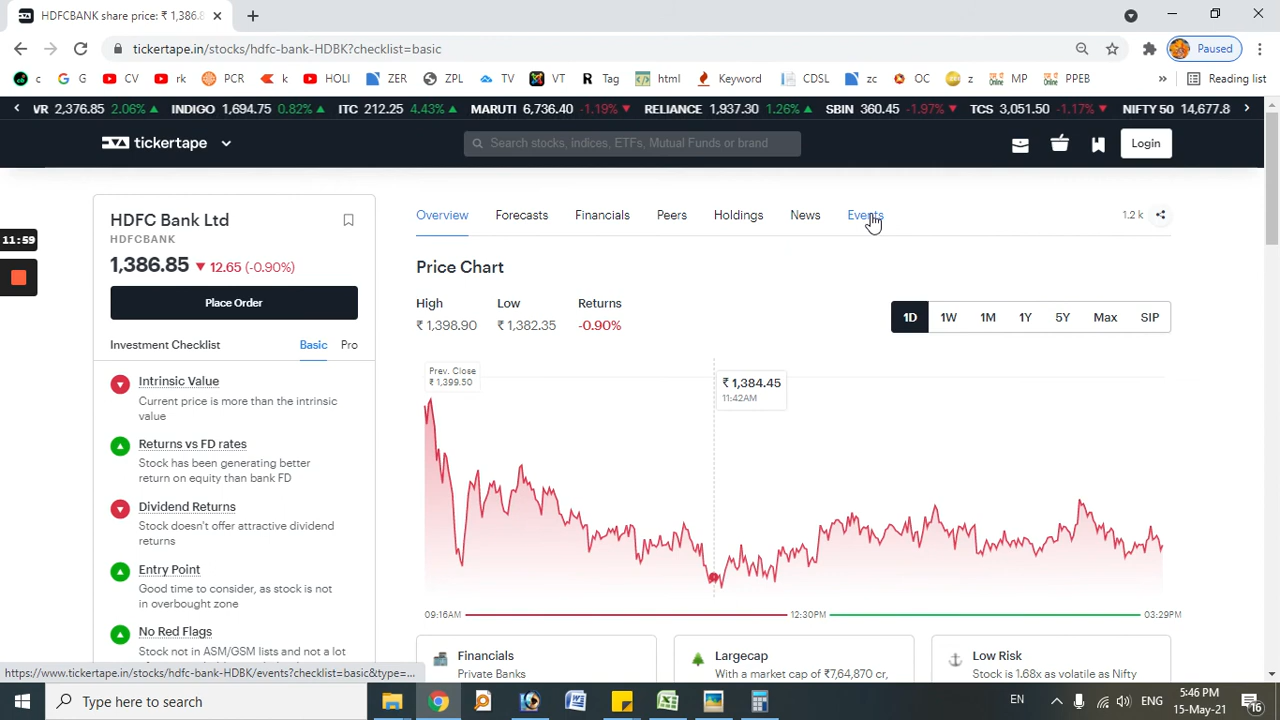 HDFCBANK share price: ₹ 1,386.8
tickertape.in/stocks/hdfc-bank-HDBK?checklist=basic
Paused
c G CV rk PCR k HOLI ZER ZPL TV VT Tag html Keyword CDSL zc OC z MP PPEB » Reading list
VR 2,376.85 2.06% INDIGO 1,694.75 0.82% ITC 212.25 4.43% MARUTI 6,736.40 -1.19% RELIANCE 1,937.30 1.26% SBIN 360.45 -1.97% TCS 3,051.50 -1.17% NIFTY 50 14,677.8
tickertape
Search stocks, indices, ETFs, Mutual Funds or brand
Login
HDFC Bank Ltd
HDFCBANK
1,386.85 12.65 (-0.90%)
Place Order
Investment Checklist Basic Pro
Intrinsic Value
Current price is more than the intrinsic
value
Returns vs FD rates
Stock has been generating better
return on equity than bank FD
Dividend Returns
Stock doesn't offer attractive dividend
returns
Entry Point
Good time to consider, as stock is not
in overbought zone
No Red Flags
Stock not in ASM/GSM lists and not a lot
11:59
Overview Forecasts Financials Peers Holdings News Events
1.2 k
Price Chart
High Low Returns
₹ 1,398.90 ₹ 1,382.35 -0.90%
1D 1W 1M 1Y 5Y Max SIP
Prev. Close
₹ 1,399.50
₹ 1,384.45
11:42AM
09:16AM 12:30PM 03:29PM
Financials
Private Banks
Largecap
With a market cap of ₹7,64,870 cr,
Low Risk
Stock is 1.68x as volatile as Nifty
https://www.tickertape.in/stocks/hdfc-bank-HDBK/events?checklist=basic&type=...
Type here to search
EN
ENG
5:46 PM
15-May-21
16